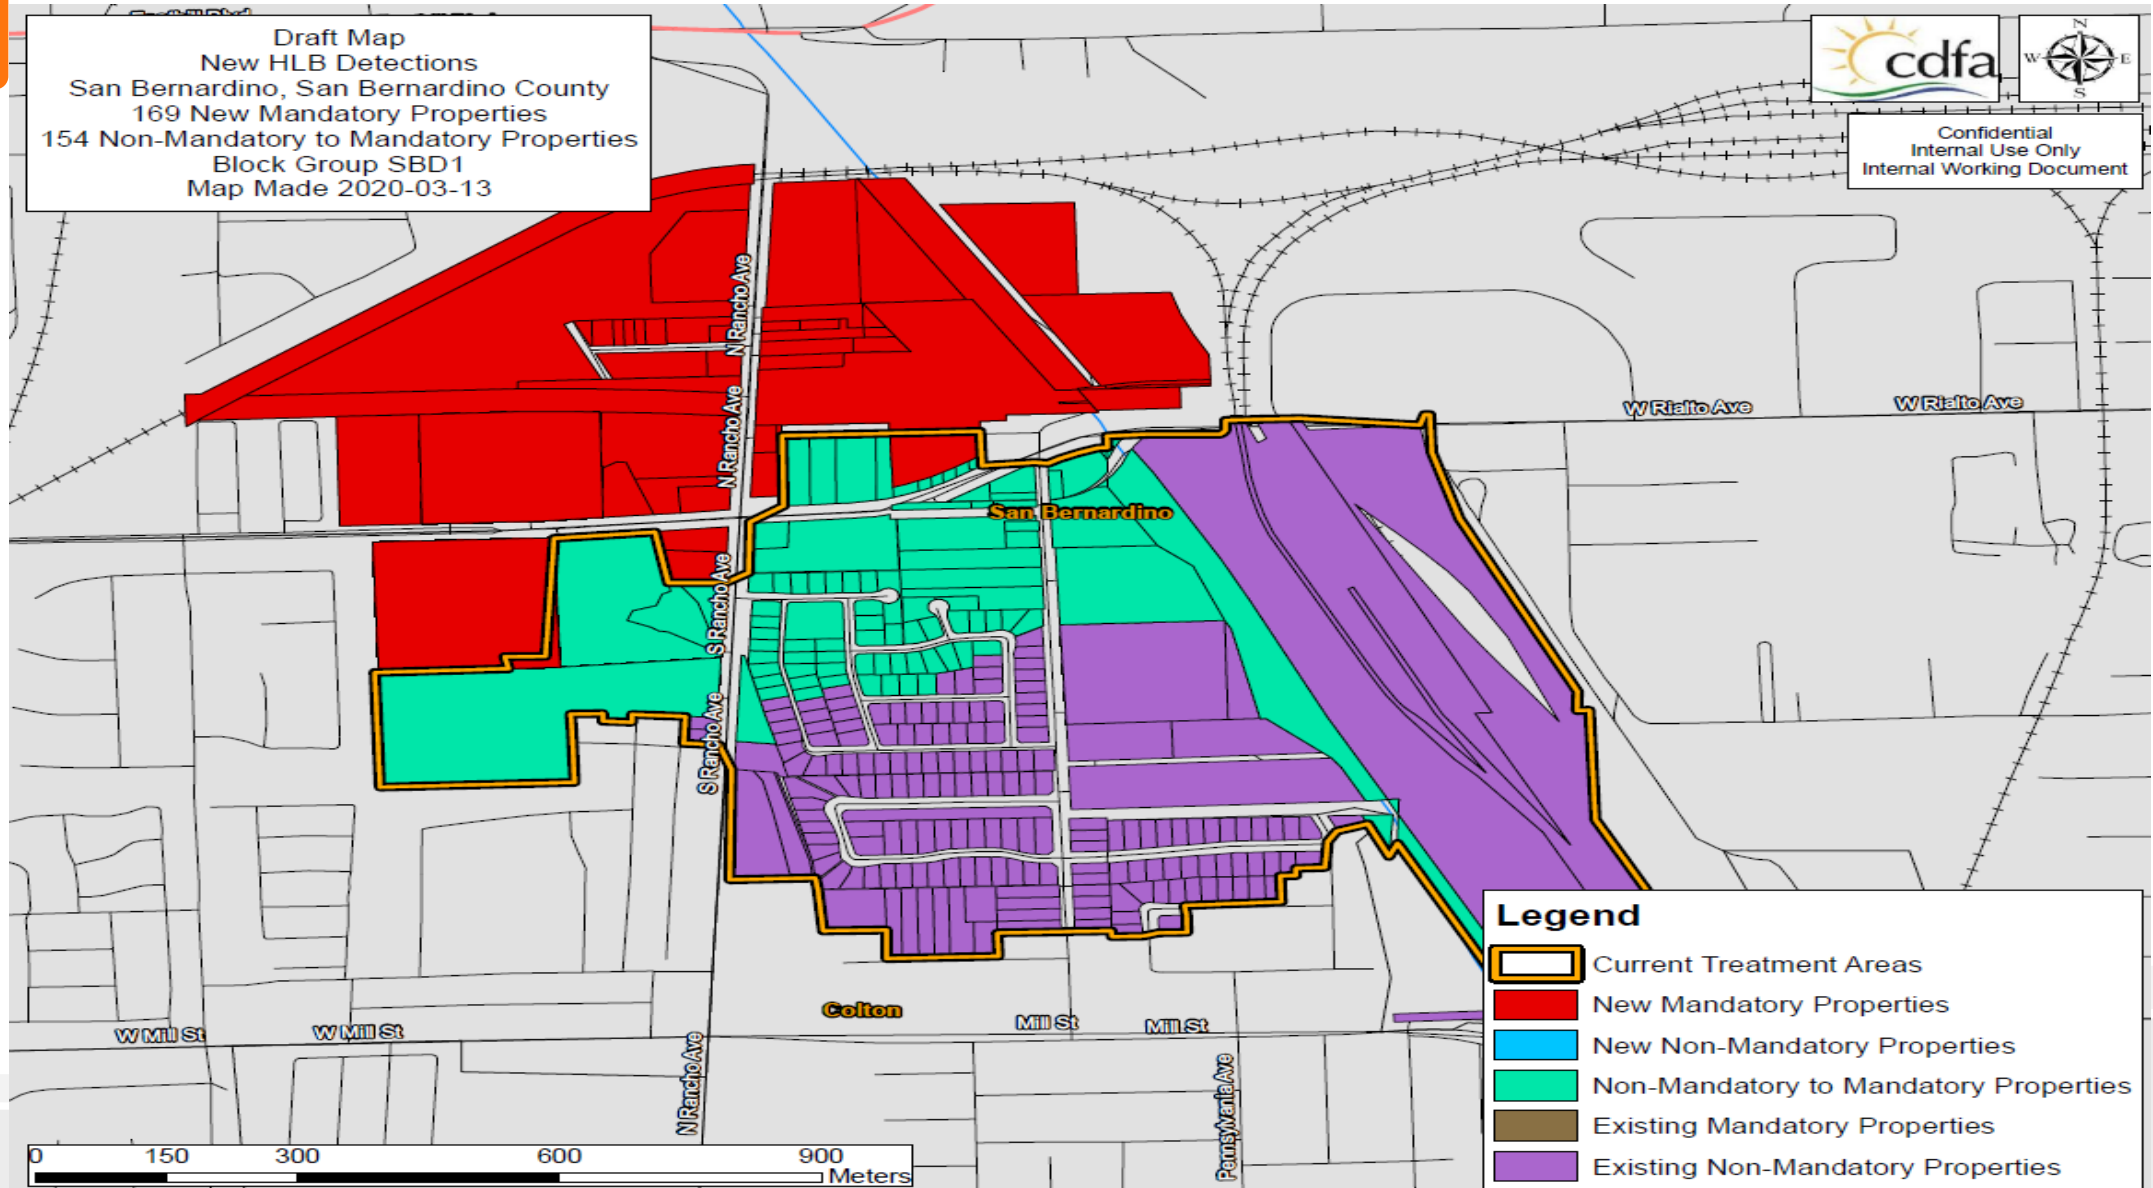 Draft Map
New HLB Detections
San Bernardino, San Bernardino County
169 New Mandatory Properties
154 Non-Mandatory to Mandatory Properties
Block Group SBD1
Map Made 2020-03-13
cdfa
N
W E
S
Confidential
Internal Use Only
Internal Working Document
N Rancho Ave
N Rancho Ave
W Rialto Ave
W Rialto Ave
San Bernardino
S Rancho Ave
S Rancho Ave
Colton
W Mill St
W Mill St
Mill St
Mill St
N Rancho Ave
Pennsylvania Ave
Legend
Current Treatment Areas
New Mandatory Properties
New Non-Mandatory Properties
Non-Mandatory to Mandatory Properties
Existing Mandatory Properties
Existing Non-Mandatory Properties
0 150 300 600 900
Meters